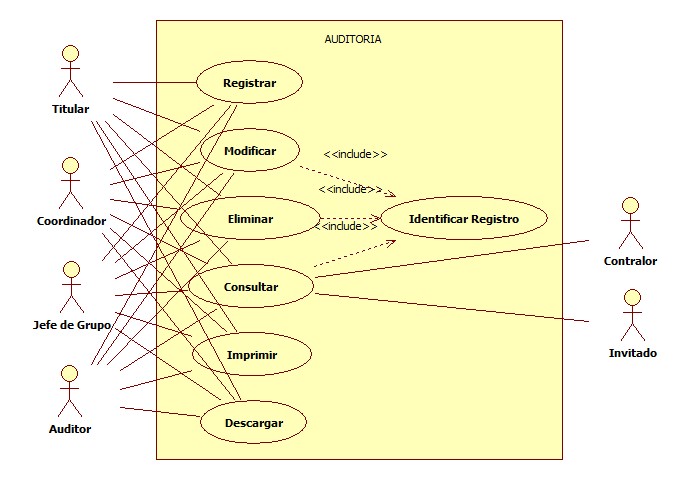 AUDITORIA
Titular
Registrar
Modificar
<<include>>
<<include>>
Coordinador
Eliminar
Identificar Registro
<<include>>
Contralor
Consultar
Jefe de Grupo
Imprimir
Invitado
Auditor
Descargar